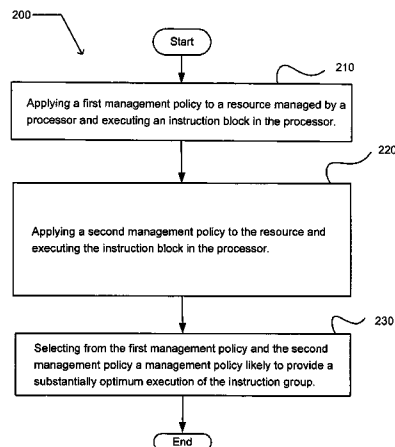 200
Start
210
Applying a first management policy to a resource managed by a
processor and executing an instruction block in the processor.
220
Applying a second management policy to the resource and
executing the instruction block in the processor.
230
Selecting from the first management policy and the second
management policy a management policy likely to provide a
substantially optimum execution of the instruction group.
End